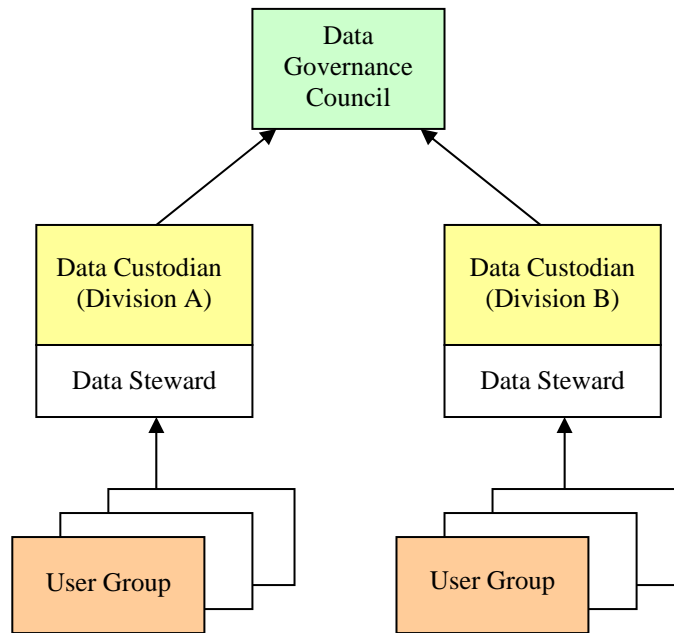 Data
Governance
Council
Data Custodian
(Division A)
Data Steward
Data Custodian
(Division B)
Data Steward
User Group
User Group